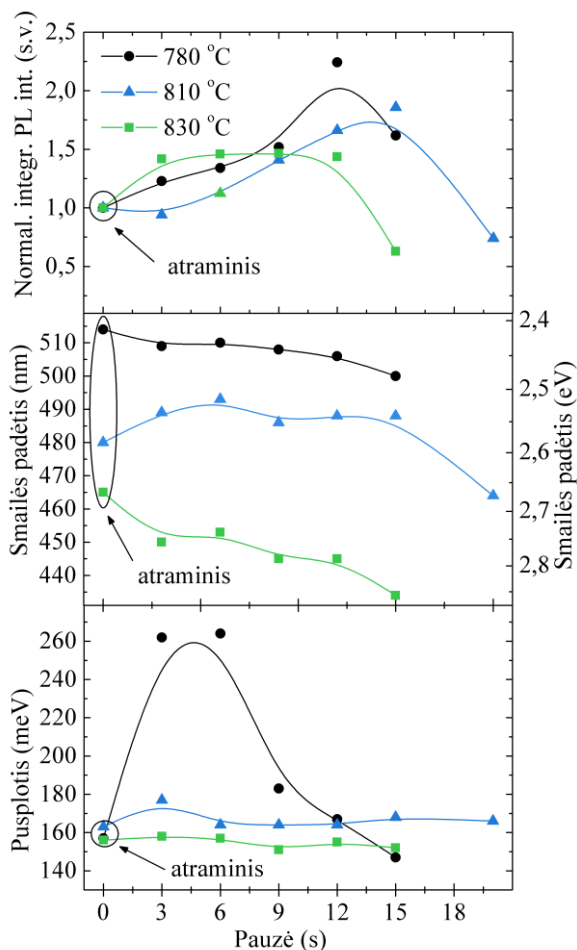 Normal. integr. PL int. (s.v.)
2,5
2,0
1,5
1,0
0,5
780 °C
810 °C
830 °C
atraminis
Smailės padėtis (nm)
510
500
490
480
460
450
440
atraminis
2,4
2,5
2,6
2,7
2,8
Smailės padėtis (eV)
Pusplotis (meV)
260
240
220
200
180
160
140
atraminis
0 3 6 9 12 15 18
Pauzė (s)